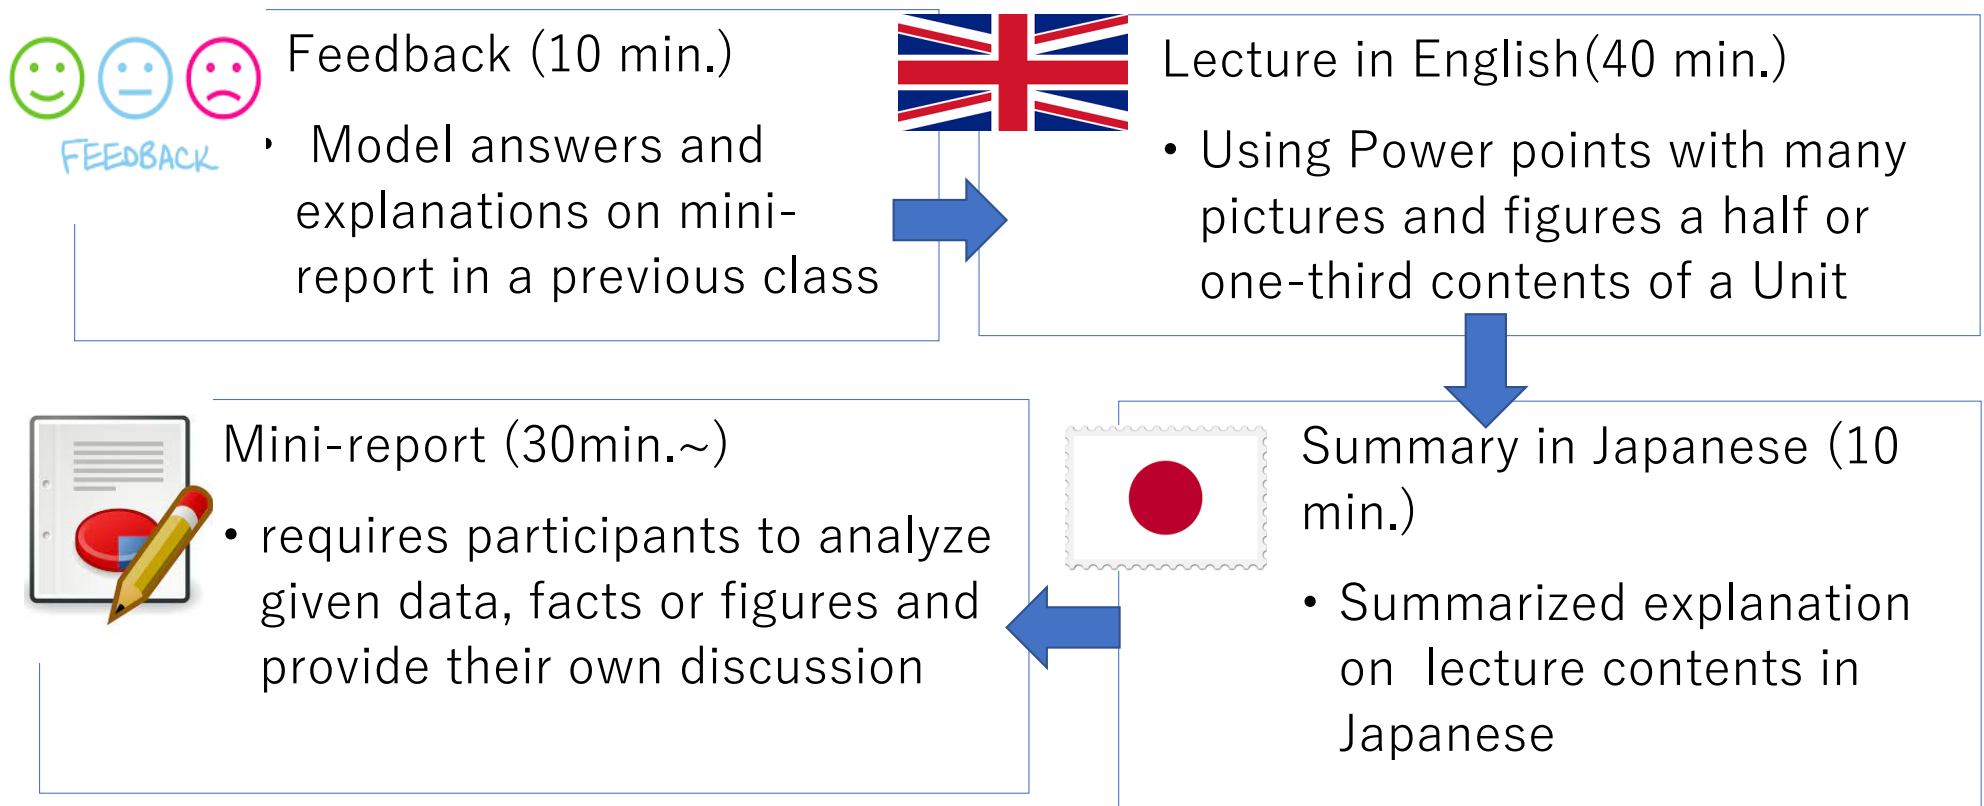 FEEDBACK
Feedback (10 min.)
• Model answers and
explanations on mini-
report in a previous class
Lecture in English(40 min.)
• Using Power points with many
pictures and figures a half or
one-third contents of a Unit
Summary in Japanese (10
min.)
• Summarized explanation
on lecture contents in
Japanese
Mini-report (30min.~)
• requires participants to analyze
given data, facts or figures and
provide their own discussion